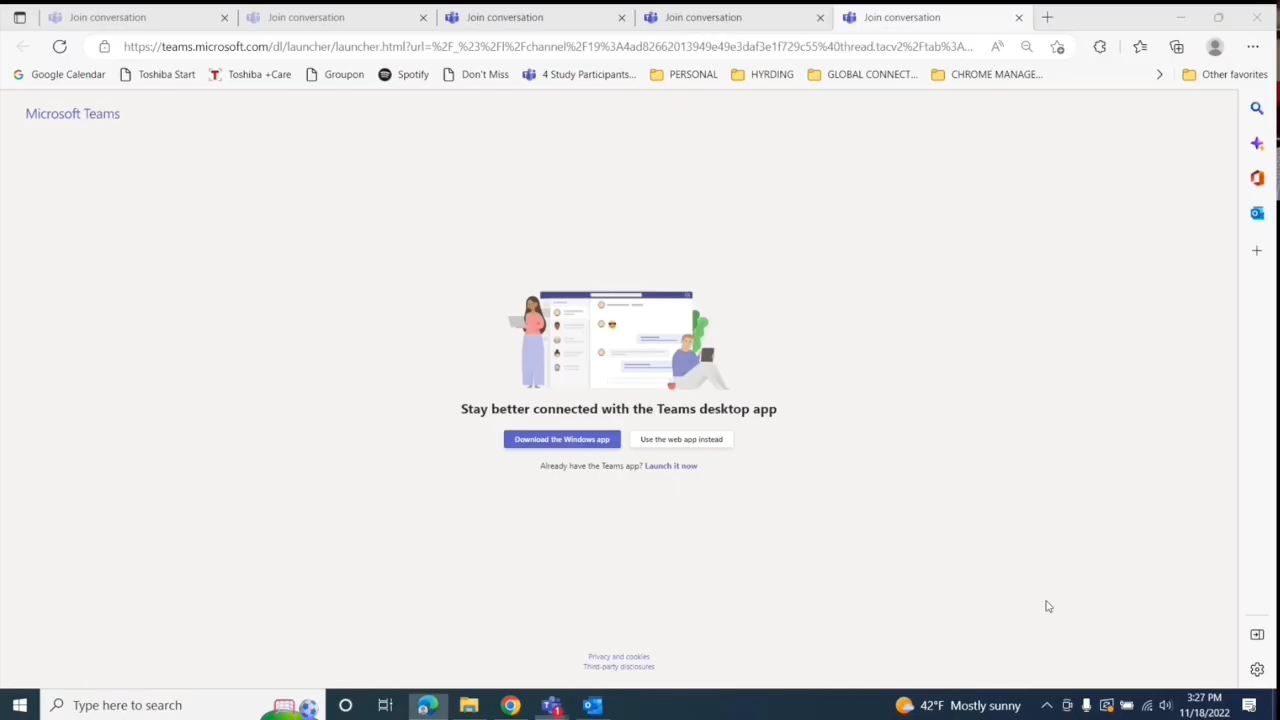 Join conversation
Join conversation
Join conversation
Join conversation
Join conversation
https://teams.microsoft.com/dl/launcher/launcher.html?url=%2F_%23%2Fl%2Fchannel%2F19%3A4ad82662013949e49e3daf3e1f729c55%40thread.tacv2%2Ftab%3A...
Google Calendar
Toshiba Start
Toshiba +Care
Groupon
Spotify
Don't Miss
4 Study Participants...
PERSONAL
HYRDING
GLOBAL CONNECT...
CHROME MANAGE...
Other favorites
Microsoft Teams
Stay better connected with the Teams desktop app
Download the Windows app
Use the web app instead
Already have the Teams app? Launch it now
Privacy and cookies
Third-party disclosures
Type here to search
42°F Mostly sunny
3:27 PM
11/18/2022